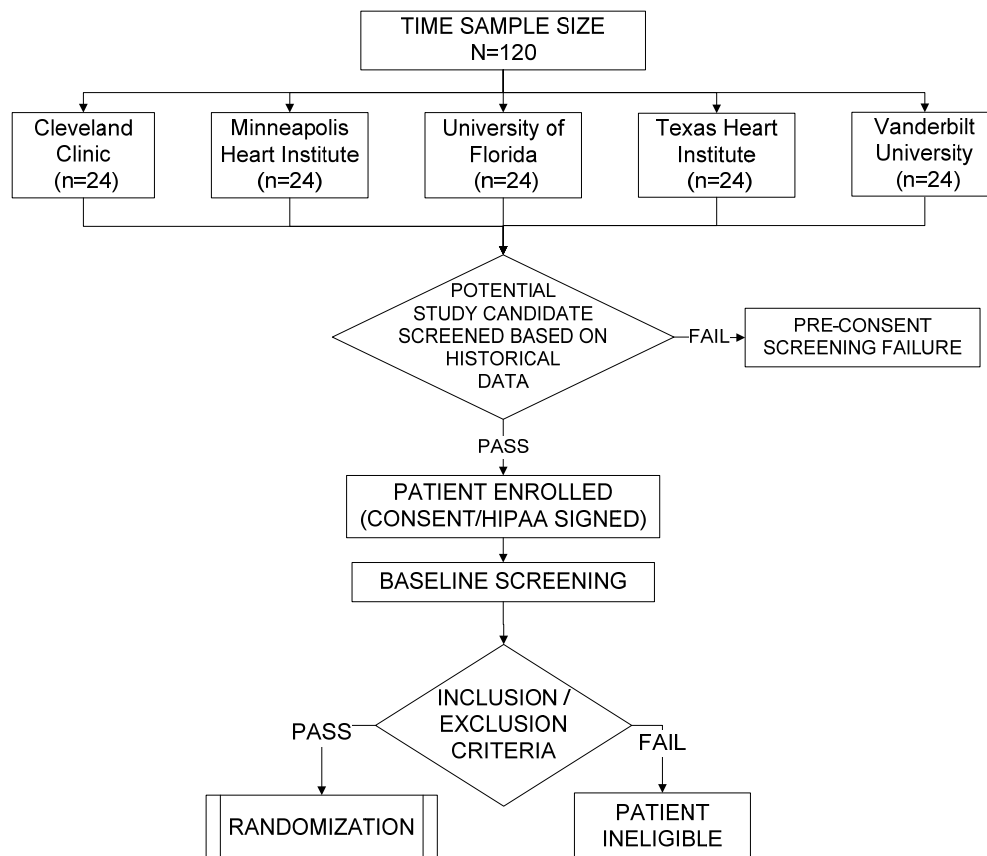 TIME SAMPLE SIZE
N=120
Cleveland
Clinic
(n=24)
Minneapolis
Heart Institute
(n=24)
University of
Florida
(n=24)
Texas Heart
Institute
(n=24)
Vanderbilt
University
(n=24)
POTENTIAL
STUDY CANDIDATE
SCREENED BASED ON
HISTORICAL
DATA
FAIL
PRE-CONSENT
SCREENING FAILURE
PASS
PATIENT ENROLLED
(CONSENT/HIPAA SIGNED)
BASELINE SCREENING
INCLUSION /
EXCLUSION
CRITERIA
PASS
FAIL
RANDOMIZATION
PATIENT
INELIGIBLE